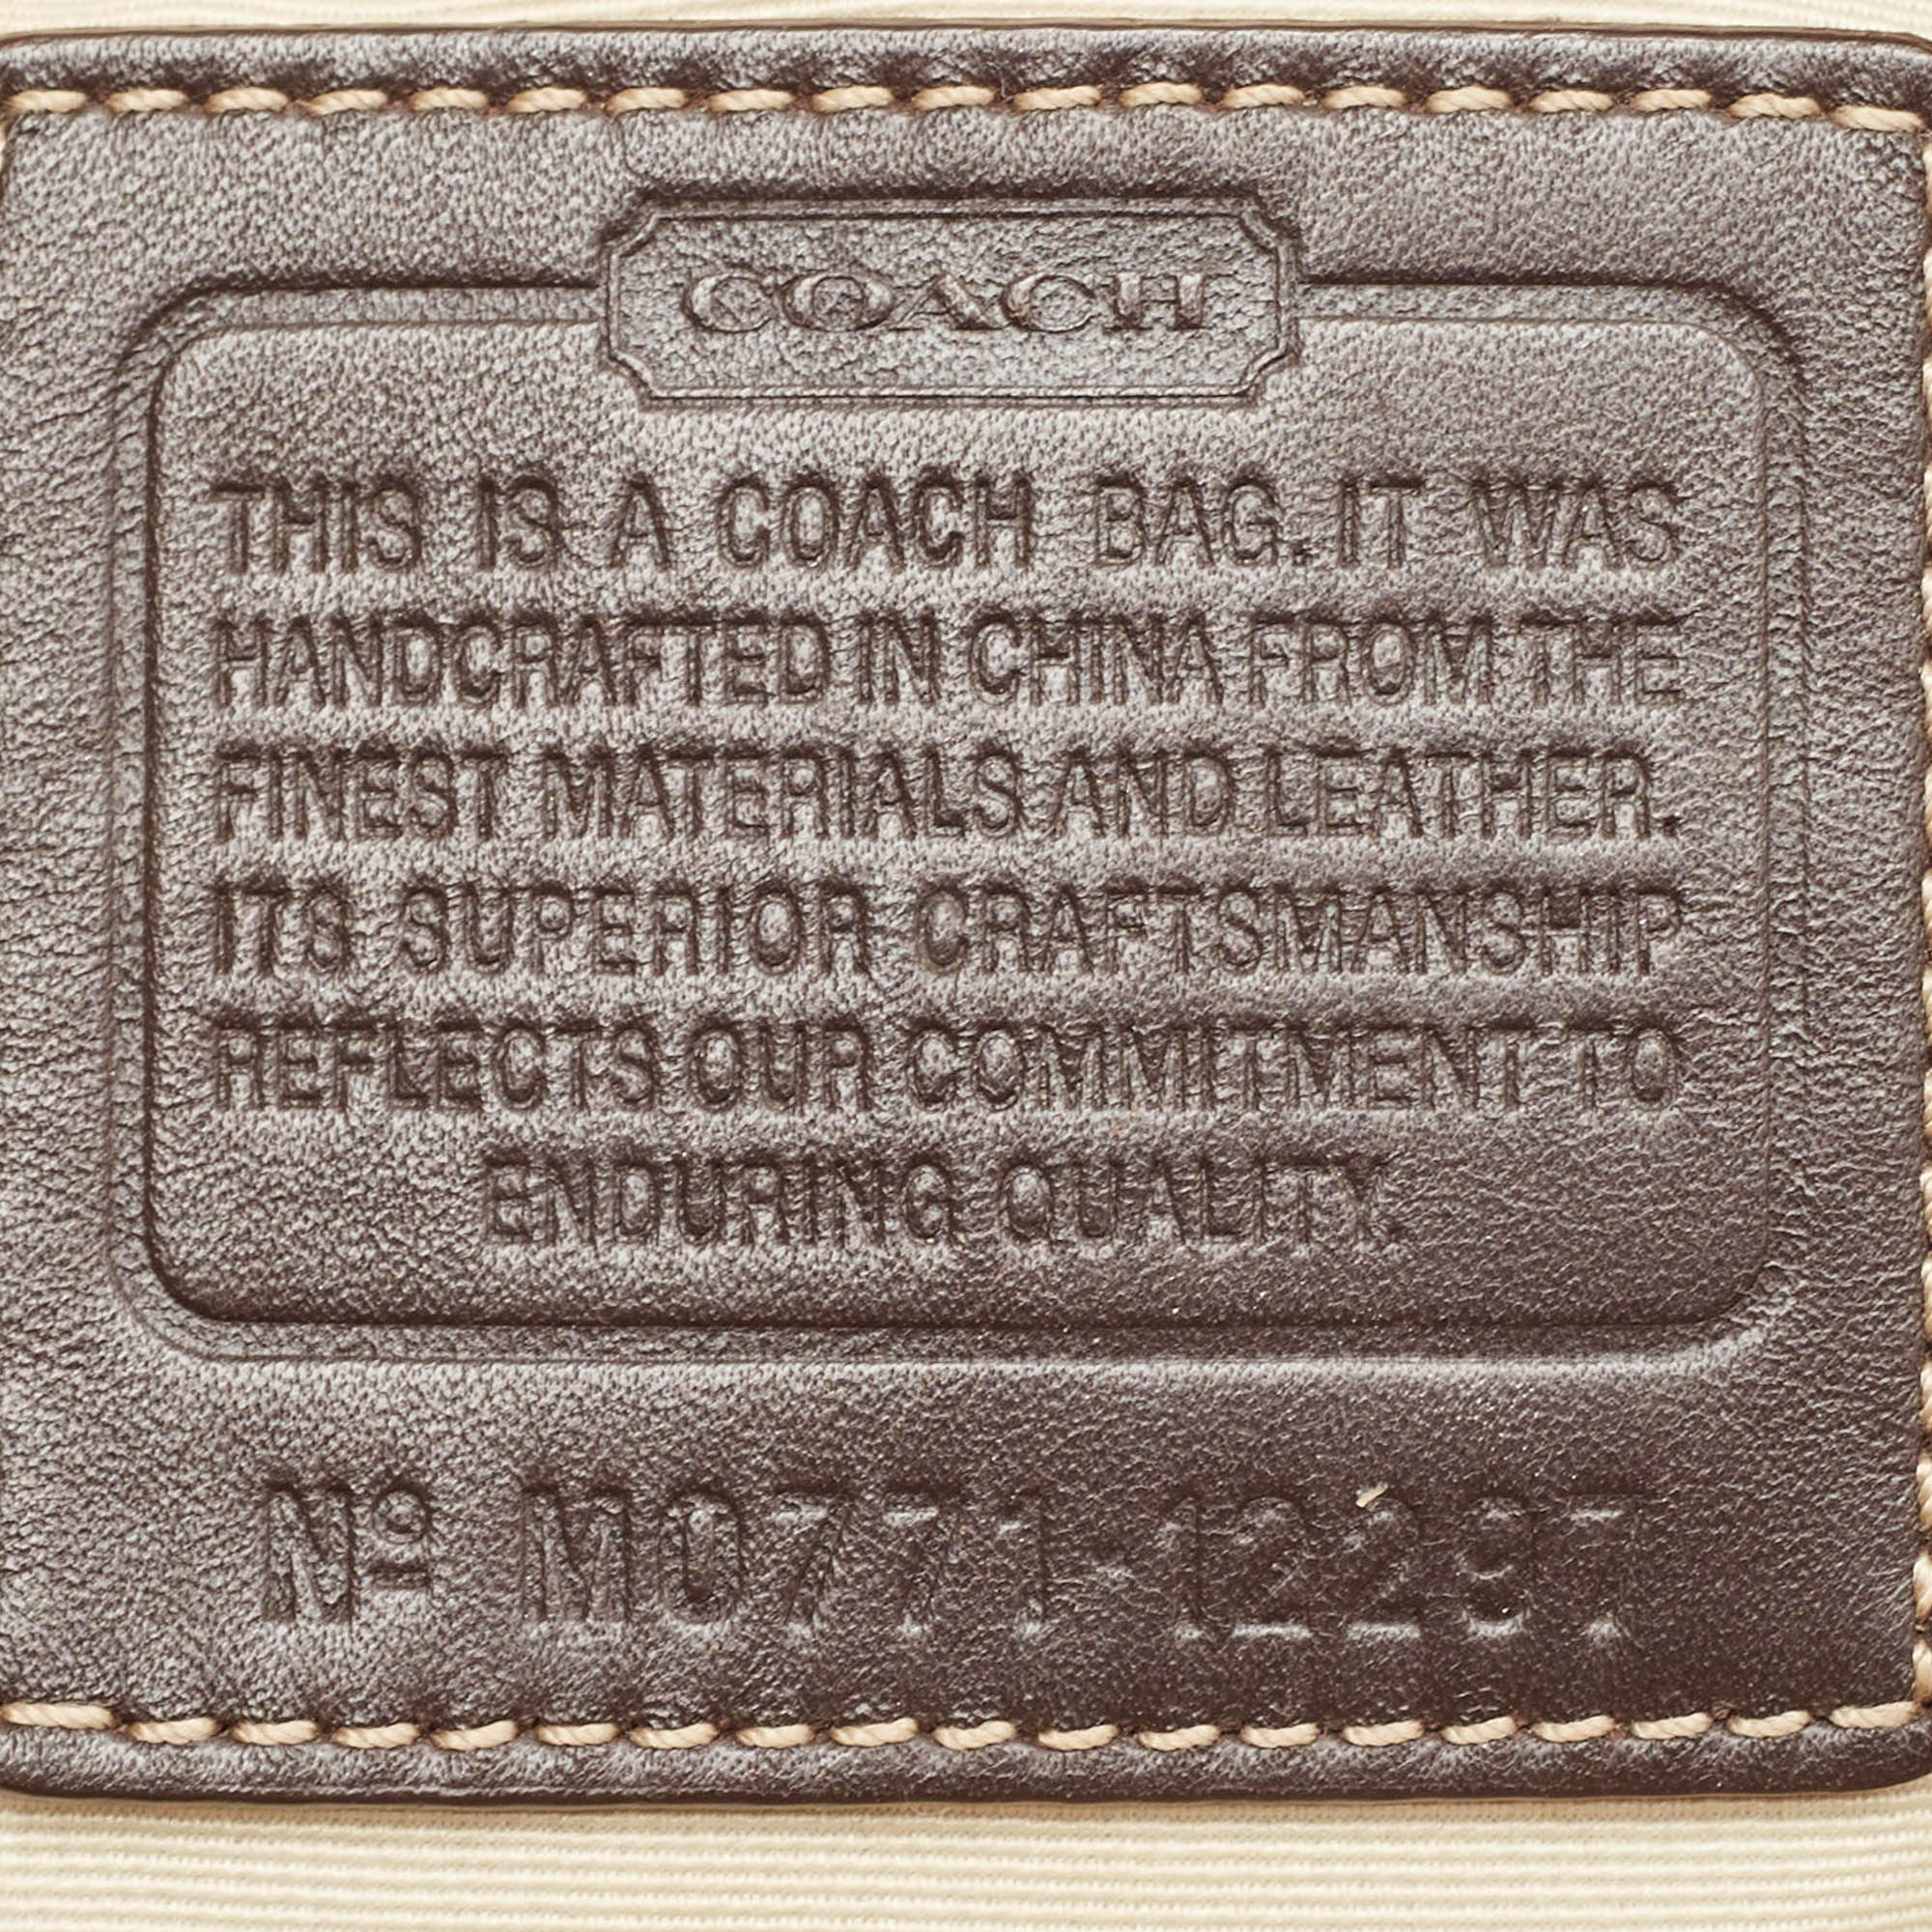 COACH
THIS IS A COACH BAG. IT WAS
HANDCRAFTED IN CHINA FROM THE
FINEST MATERIALS AND LEATHER.
ITS SUPERIOR CRAFTSMANSHIP
REFLECTS OUR COMMITMENT TO
ENDURING QUALITY.
Nº M0771-12297